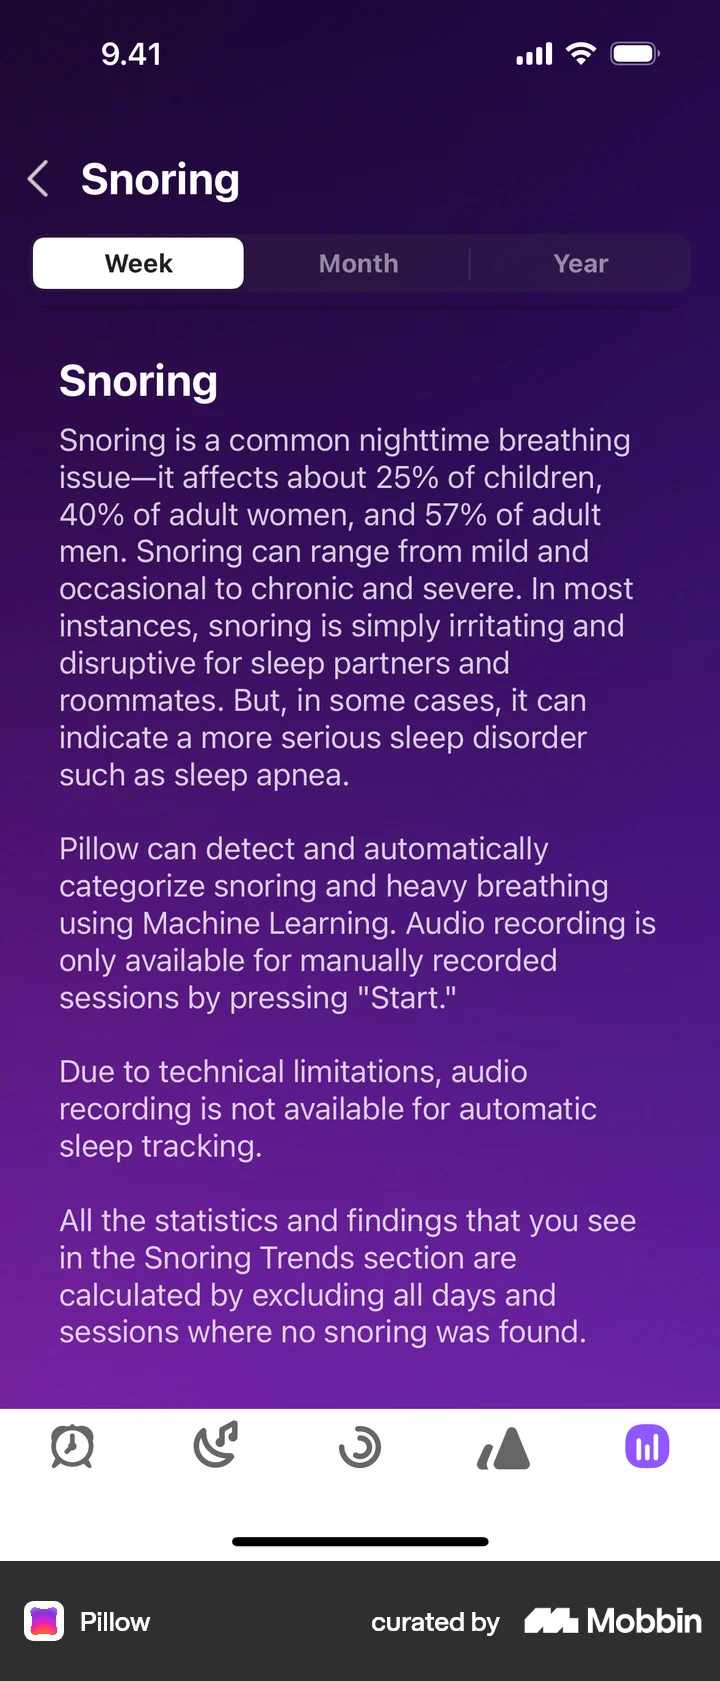 9.41
Snoring
Week
Month
Year
Snoring
Snoring is a common nighttime breathing
issue—it affects about 25% of children,
40% of adult women, and 57% of adult
men. Snoring can range from mild and
occasional to chronic and severe. In most
instances, snoring is simply irritating and
disruptive for sleep partners and
roommates. But, in some cases, it can
indicate a more serious sleep disorder
such as sleep apnea.
Pillow can detect and automatically
categorize snoring and heavy breathing
using Machine Learning. Audio recording is
only available for manually recorded
sessions by pressing "Start."
Due to technical limitations, audio
recording is not available for automatic
sleep tracking.
All the statistics and findings that you see
in the Snoring Trends section are
calculated by excluding all days and
sessions where no snoring was found.
Pillow
curated by
Mobbin